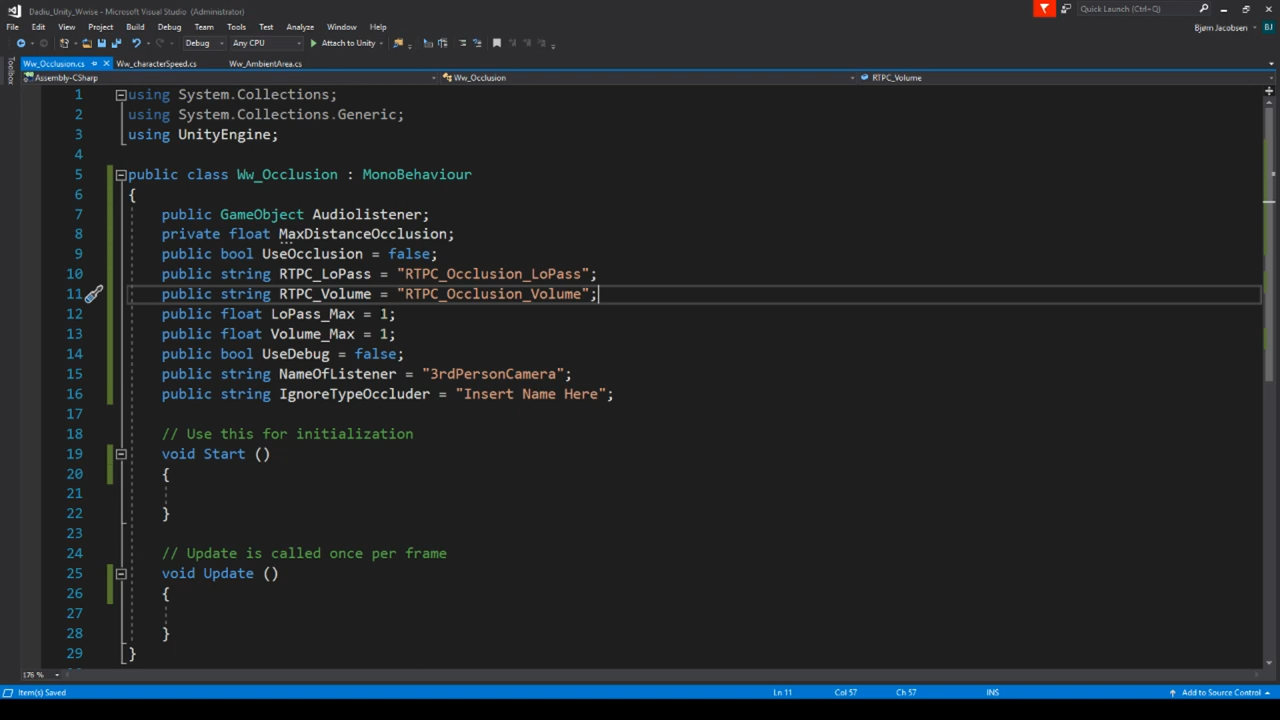 Dadiu_Unity_Wwise - Microsoft Visual Studio (Administrator)
Quick Launch (Ctrl+Q)
File Edit View Project Build Debug Team Tools Test Analyze Window Help
Bjørn Jacobsen BJ
Debug Any CPU Attach to Unity
Ww_Occlusion.cs Ww_characterSpeed.cs Ww_AmbientArea.cs
Toolbox
Assembly-CSharp Ww_Occlusion RTPC_Volume
1 using System.Collections;
2 using System.Collections.Generic;
3 using UnityEngine;
4
5 public class Ww_Occlusion : MonoBehaviour
6 {
7 public GameObject Audiolistener;
8 private float MaxDistanceOcclusion;
9 public bool UseOcclusion = false;
10 public string RTPC_LoPass = "RTPC_Occlusion_LoPass";
11 public string RTPC_Volume = "RTPC_Occlusion_Volume";
12 public float LoPass_Max = 1;
13 public float Volume_Max = 1;
14 public bool UseDebug = false;
15 public string NameOfListener = "3rdPersonCamera";
16 public string IgnoreTypeOccluder = "Insert Name Here";
17
18 // Use this for initialization
19 void Start ()
20 {
21
22 }
23
24 // Update is called once per frame
25 void Update ()
26 {
27
28 }
29 }
176 %
Item(s) Saved Ln 11 Col 57 Ch 57 INS Add to Source Control